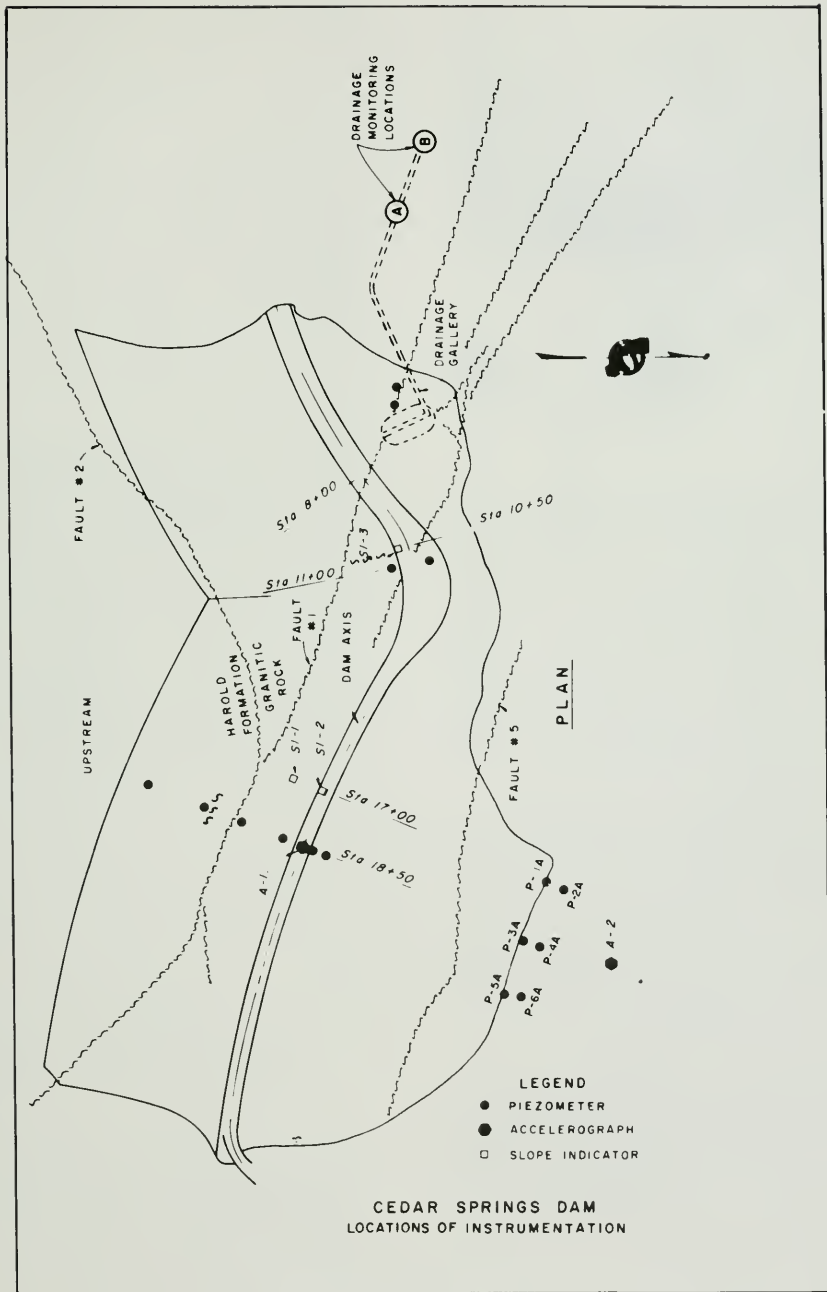 DRAINAGE
MONITORING
LOCATIONS
B
A
FAULT #2
DRAINAGE
GALLERY
Sta 8+00
Sta 10+50
SI-3
Sta 11+00
FAULT
#1
DAM AXIS
HAROLD
FORMATION
GRANITIC
ROCK
UPSTREAM
SI-1
SI-2
PLAN
FAULT #5
Sta 17+00
Sta 18+50
A-1
P-1A
P-2A
P-3A
P-4A
A-2
P-5A
P-6A
LEGEND
PIEZOMETER
ACCELEROGRAPH
SLOPE INDICATOR
CEDAR SPRINGS DAM
LOCATIONS OF INSTRUMENTATION